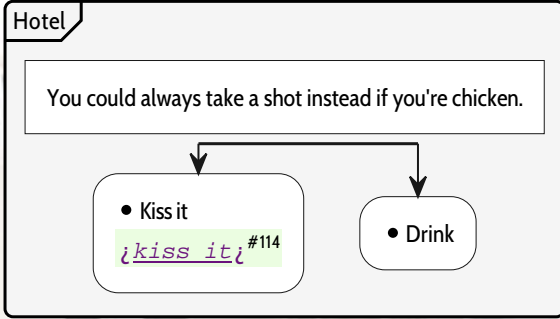 Hotel
You could always take a shot instead if you're chicken.
• Kiss it
¿kiss it¿#114
• Drink